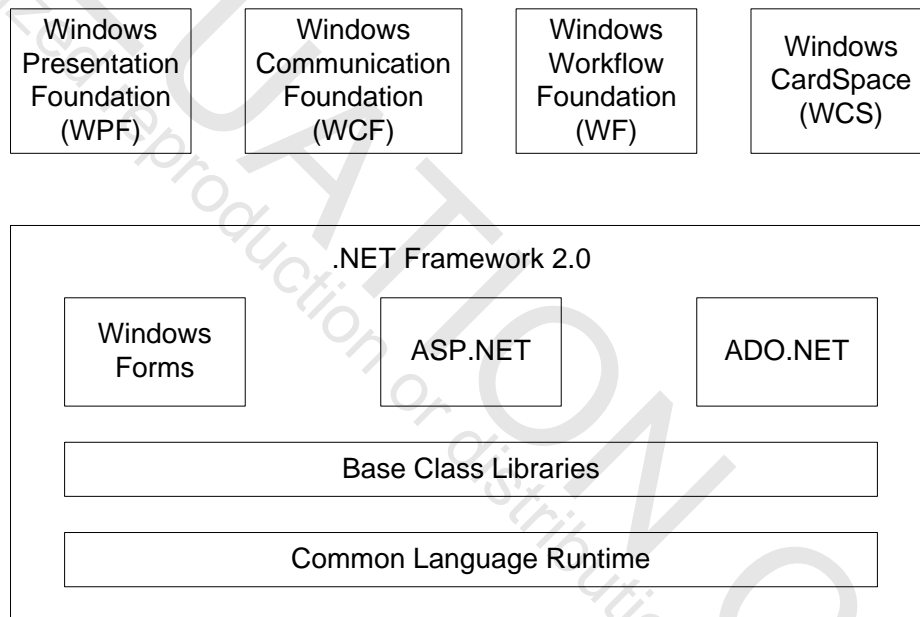 Windows
Presentation
Foundation
(WPF)
Windows
Communication
Foundation
(WCF)
Windows
Workflow
Foundation
(WF)
Windows
CardSpace
(WCS)
.NET Framework 2.0
Windows
Forms
ASP.NET
ADO.NET
Base Class Libraries
Common Language Runtime